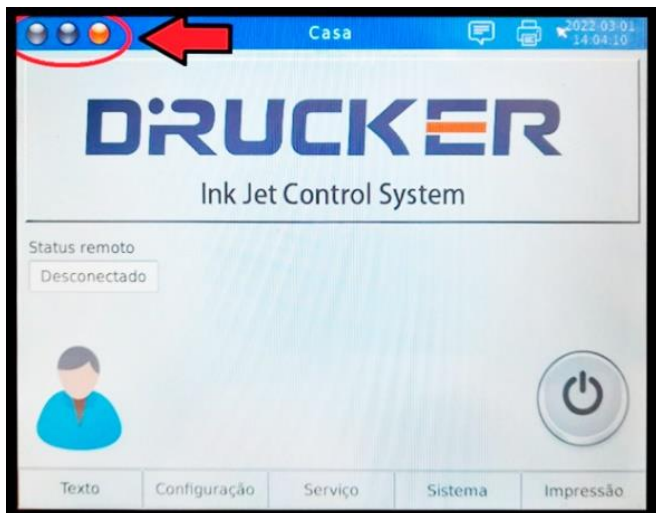 Casa
2022-03-01
14:04:10
DRUCKER
Ink Jet Control System
Status remoto
Desconectado
Texto
Configuração
Serviço
Sistema
Impressão